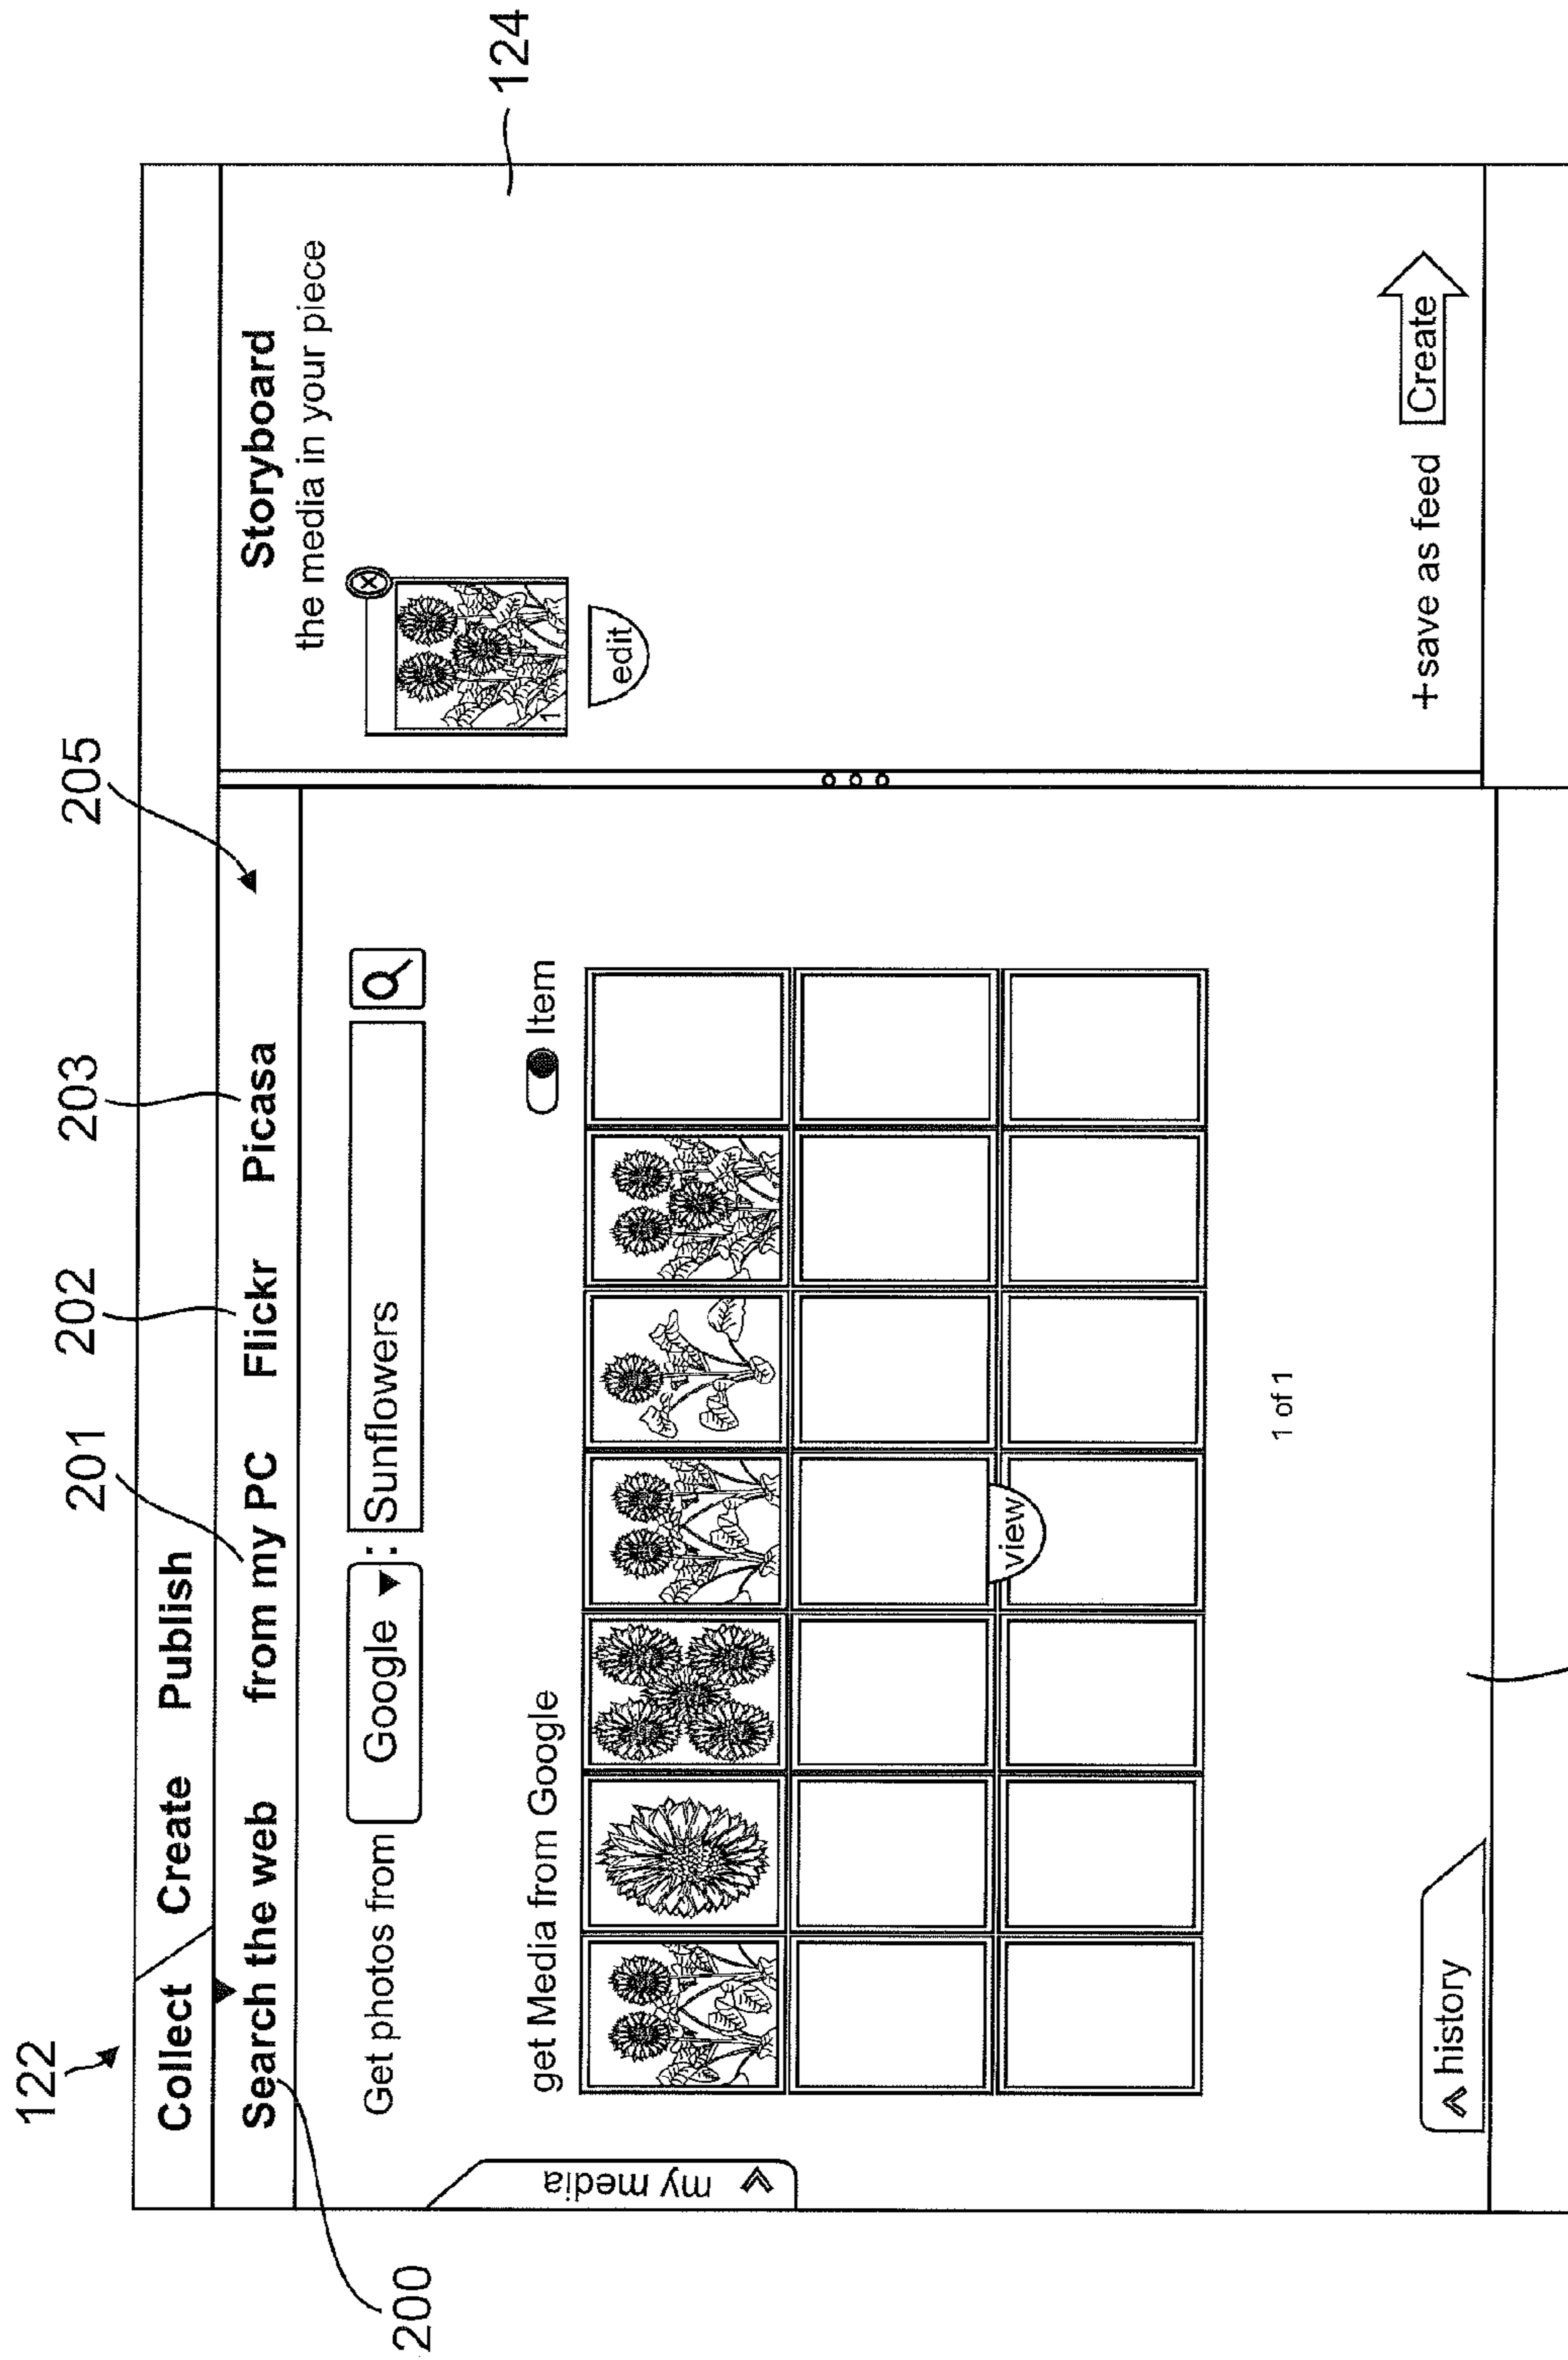 122
205
201 202 203
124
200
Collect Create Publish
Search the web from my PC Flickr Picasa
Storyboard
the media in your piece
Get photos from Google ▼ : Sunflowers
my media
get Media from Google Item
1
edit
view
1 of 1
history
+save as feed Create